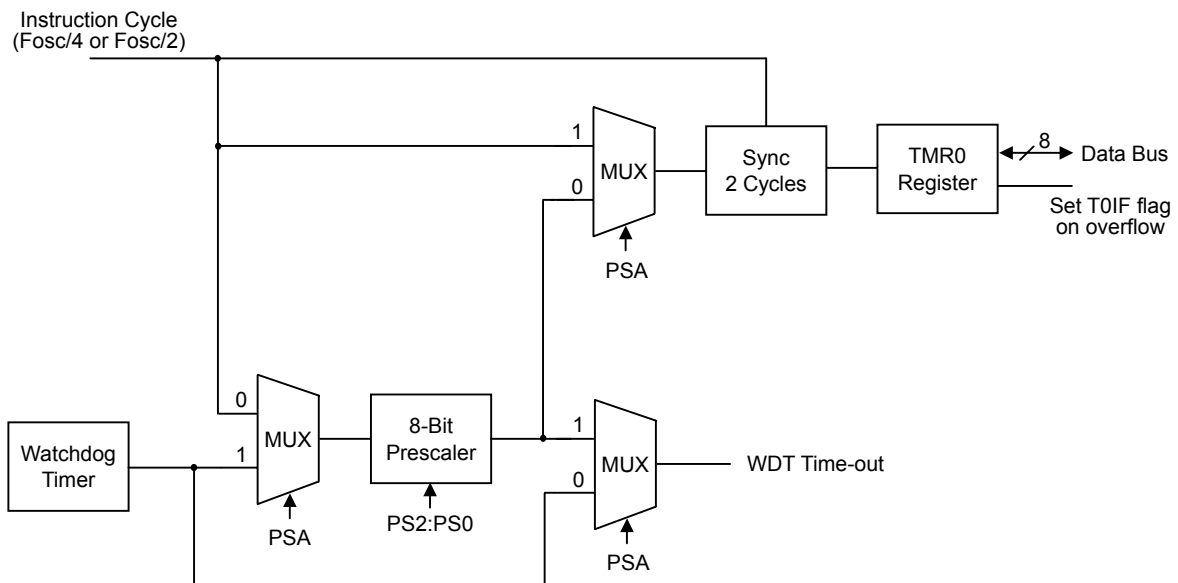 Instruction Cycle
(Fosc/4 or Fosc/2)
1
MUX
0
PSA
Sync
2 Cycles
TMR0
Register
8
Data Bus
Set T0IF flag
on overflow
Watchdog
Timer
0
MUX
1
PSA
8-Bit
Prescaler
PS2:PS0
1
MUX
0
PSA
WDT Time-out